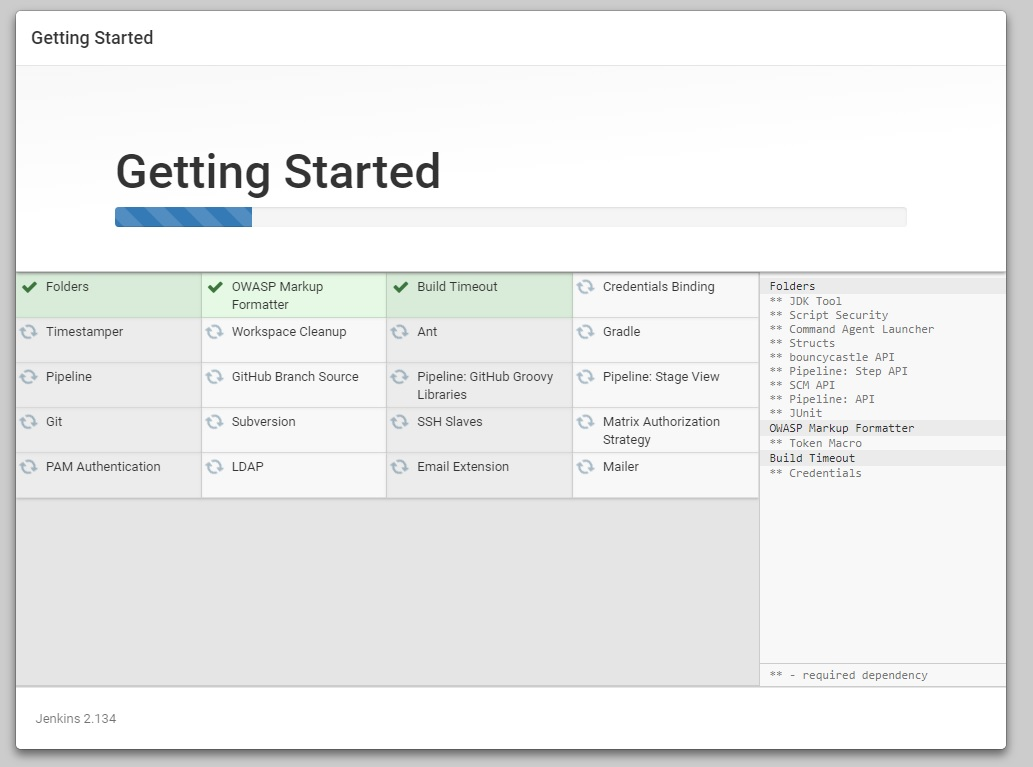 Getting Started
Getting Started
Folders
OWASP Markup
Formatter
Build Timeout
Credentials Binding
Timestamper
Workspace Cleanup
Ant
Gradle
Pipeline
GitHub Branch Source
Pipeline: GitHub Groovy
Libraries
Pipeline: Stage View
Git
Subversion
SSH Slaves
Matrix Authorization
Strategy
PAM Authentication
LDAP
Email Extension
Mailer
Folders
** JDK Tool
** Script Security
** Command Agent Launcher
** Structs
** bouncycastle API
** Pipeline: Step API
** SCM API
** Pipeline: API
** JUnit
OWASP Markup Formatter
** Token Macro
Build Timeout
** Credentials
** - required dependency
Jenkins 2.134